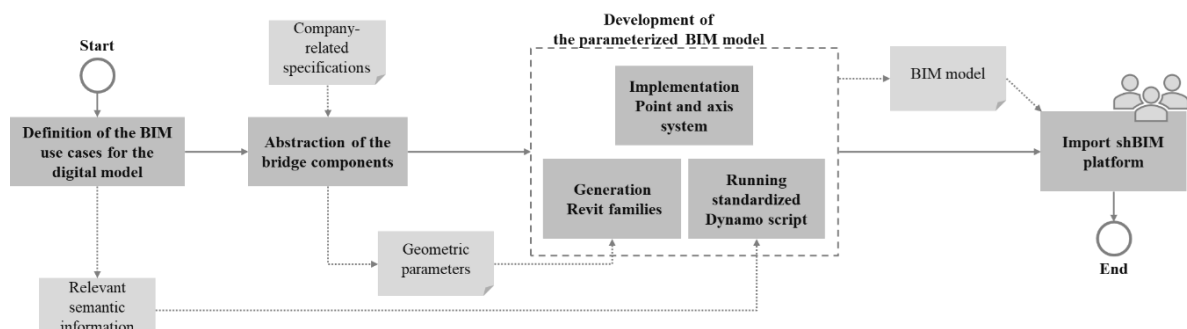 Start
Definition of the BIM
use cases for the
digital model
Relevant
semantic
information
Company-
related
specifications
Abstraction of the
bridge components
Geometric
parameters
Development of
the parameterized BIM model
Implementation
Point and axis
system
Generation
Revit families
Running
standardized
Dynamo script
BIM model
Import shBIM
platform
End